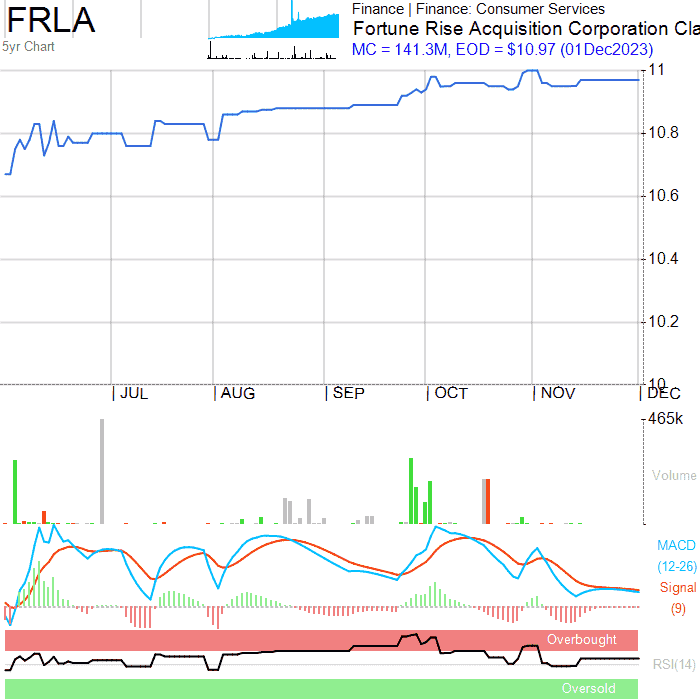 FRLA
5yr Chart
Finance | Finance: Consumer Services
Fortune Rise Acquisition Corporation Cla
MC = 141.3M, EOD = $10.97 (01Dec2023)
11
10.8
10.6
10.4
10.2
10
JUL
AUG
SEP
OCT
NOV
DEC
465k
Volume
MACD
(12-26)
Signal
(9)
Overbought
RSI(14)
Oversold